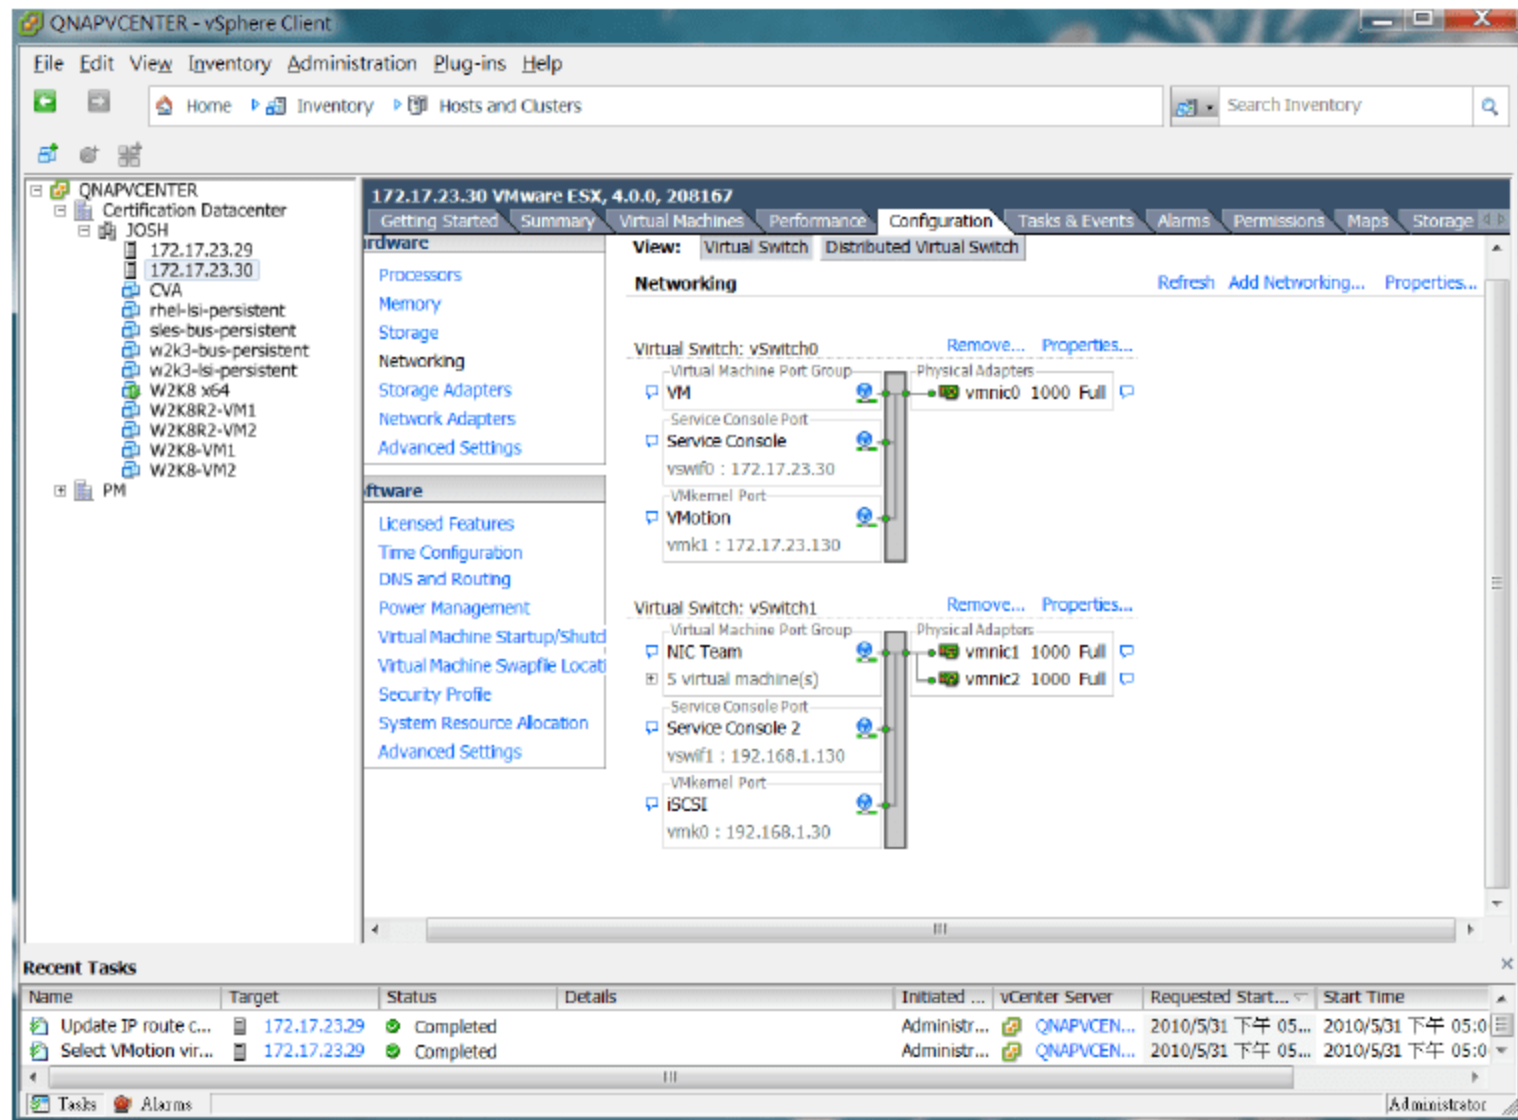 QNAPVCENTER - vSphere Client
File Edit View Inventory Administration Plug-ins Help
Home Inventory Hosts and Clusters
Search Inventory
QNAPVCENTER
Certification Datacenter
JOSH
172.17.23.29
172.17.23.30
CVA
rhel-lsi-persistent
sles-bus-persistent
w2k3-bus-persistent
w2k3-lsi-persistent
W2K8 x64
W2K8R2-VM1
W2K8R2-VM2
W2K8-VM1
W2K8-VM2
PM
172.17.23.30 VMware ESX, 4.0.0, 208167
Getting Started Summary Virtual Machines Performance Configuration Tasks & Events Alarms Permissions Maps Storage
rdware
Processors
Memory
Storage
Networking
Storage Adapters
Network Adapters
Advanced Settings
ftware
Licensed Features
Time Configuration
DNS and Routing
Power Management
Virtual Machine Startup/Shutd
Virtual Machine Swapfile Locati
Security Profile
System Resource Allocation
Advanced Settings
View: Virtual Switch Distributed Virtual Switch
Networking Refresh Add Networking... Properties...
Virtual Switch: vSwitch0 Remove... Properties...
Virtual Machine Port Group Physical Adapters
VM vmnic0 1000 Full
Service Console Port
Service Console
vswif0 : 172.17.23.30
VMkernel Port
VMotion
vmk1 : 172.17.23.130
Virtual Switch: vSwitch1 Remove... Properties...
Virtual Machine Port Group Physical Adapters
NIC Team vmnic1 1000 Full
5 virtual machine(s) vmnic2 1000 Full
Service Console Port
Service Console 2
vswif1 : 192.168.1.130
VMkernel Port
iSCSI
vmk0 : 192.168.1.30
Recent Tasks
Name Target Status Details Initiated ... vCenter Server Requested Start... Start Time
Update IP route c... 172.17.23.29 Completed Administr... QNAPVCEN... 2010/5/31 下午 05... 2010/5/31 下午 05:0
Select VMotion vir... 172.17.23.29 Completed Administr... QNAPVCEN... 2010/5/31 下午 05... 2010/5/31 下午 05:0
Tasks Alarms Administrator